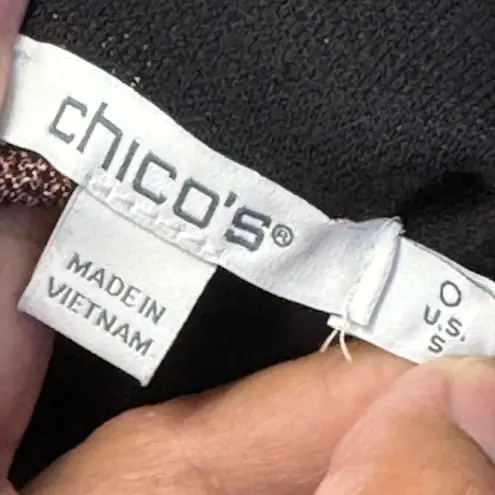 chico's®
MADE IN
VIETNAM
0
U.S.
S